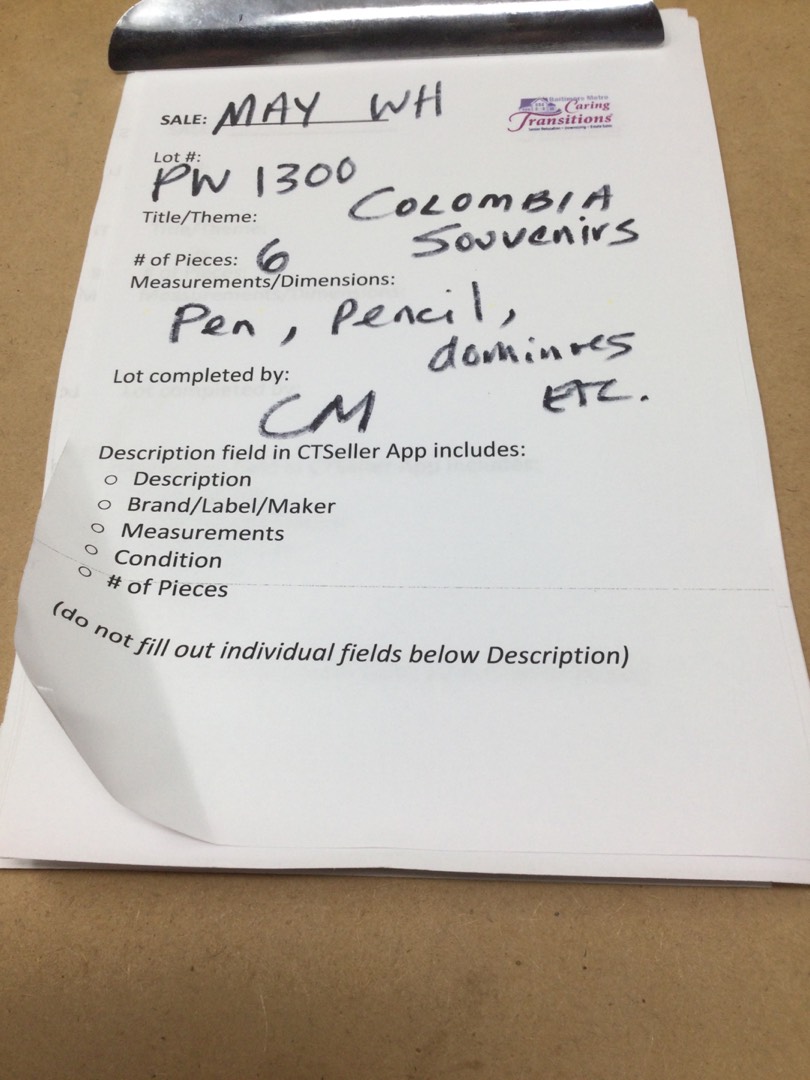 SALE: MAY WH
Caring
Transitions
Lot #:
PW 1300
Title/Theme: COLOMBIA
Souvenirs
# of Pieces: 6
Measurements/Dimensions:
Pen, Pencil,
dominres
ETC.
Lot completed by:
CM
Description field in CTSeller App includes:
o Description
o Brand/Label/Maker
o Measurements
o Condition
o # of Pieces
(do not fill out individual fields below Description)